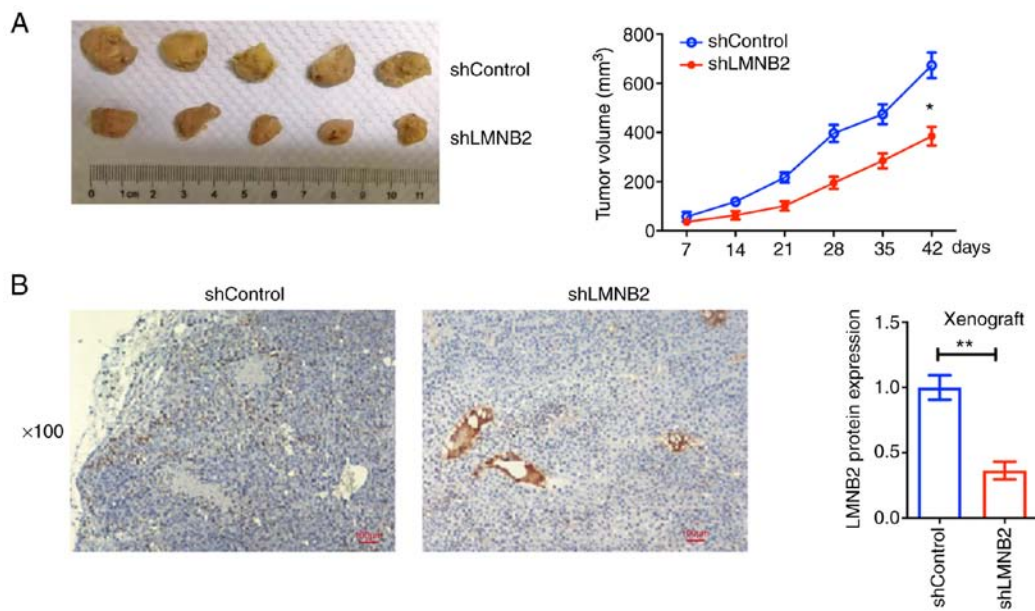 A
shControl
shLMNB2
0 1cm 2 3 4 5 6 7 8 9 10 11
Tumor volume (mm³)
800
600
400
200
0
shControl
shLMNB2
*
7 14 21 28 35 42 days
B
shControl
shLMNB2
×100
100μm
100μm
Xenograft
**
LMNB2 protein expression
1.5
1.0
0.5
0.0
shControl
shLMNB2